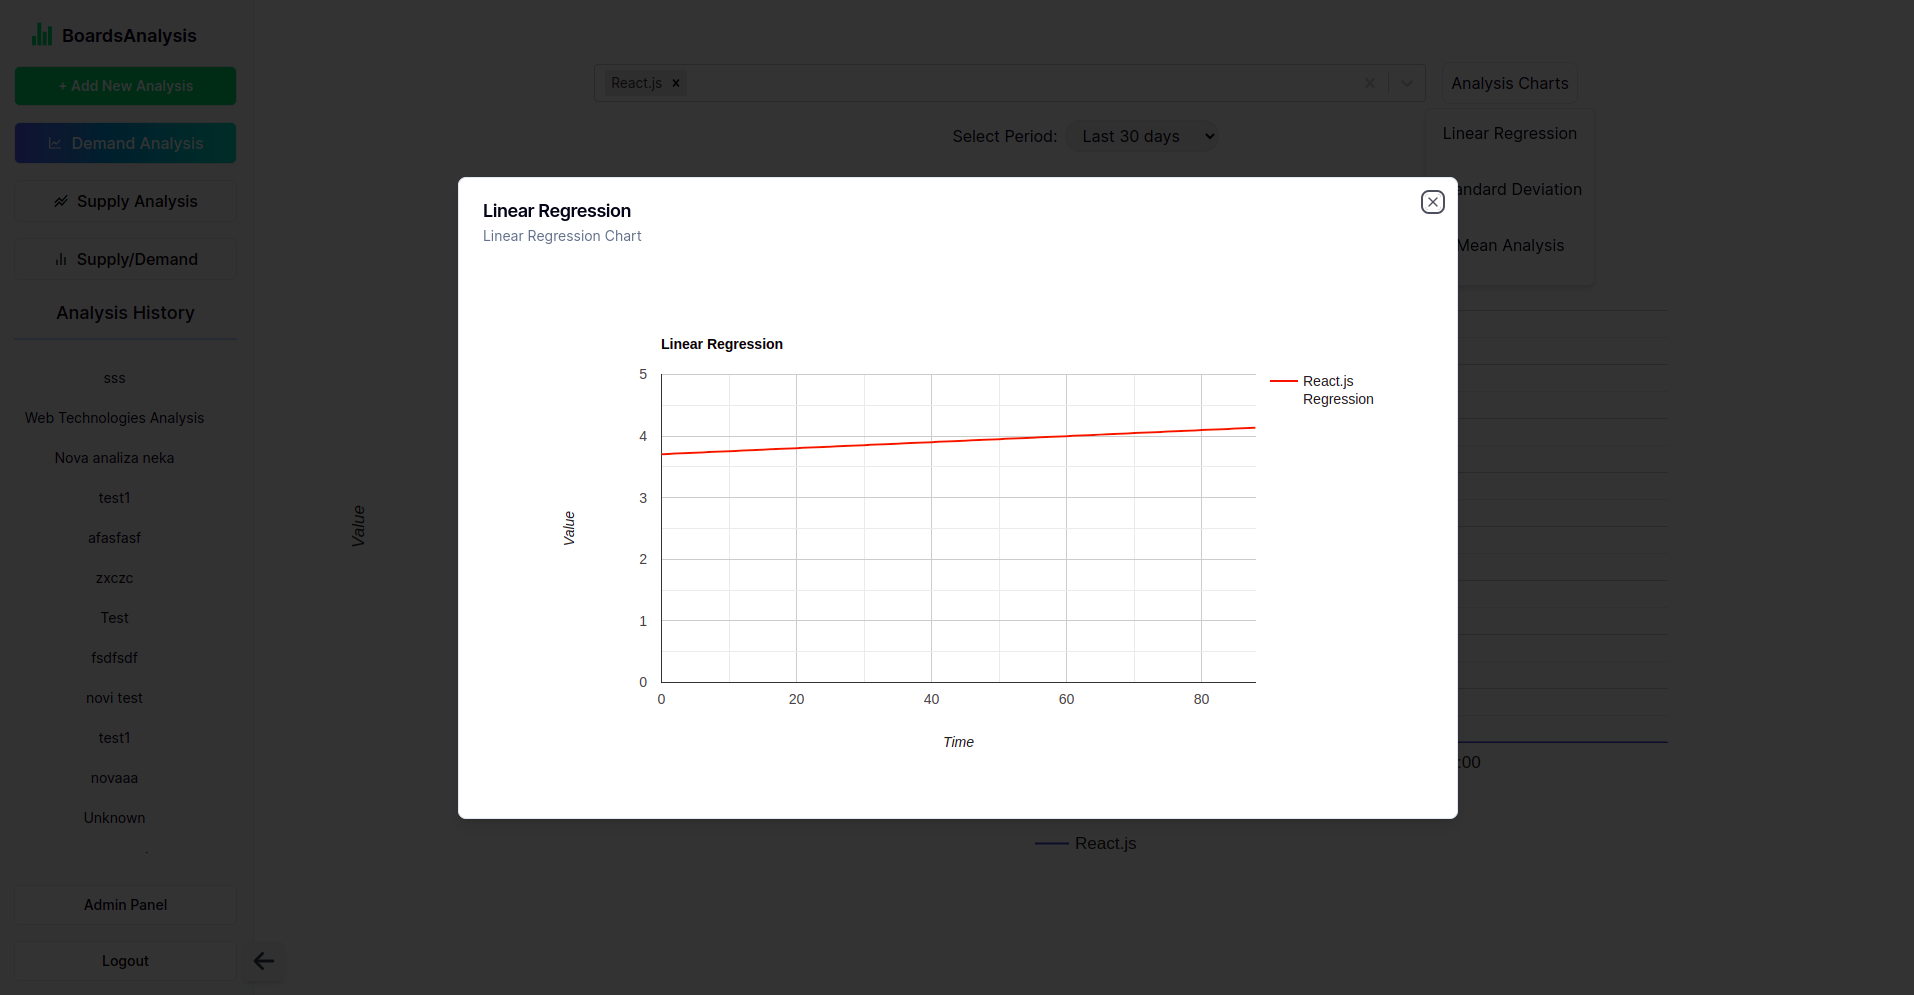 BoardsAnalysis
+ Add New Analysis
Demand Analysis
Supply Analysis
Supply/Demand
Analysis History
sss
Web Technologies Analysis
Nova analiza neka
test1
afasfasf
zxczc
Test
fsdfsdf
novi test
test1
novaaa
Unknown
Admin Panel
Logout
React.js
Analysis Charts
Select Period: Last 30 days
Linear Regression
andard Deviation
Mean Analysis
Value
:00
React.js
Linear Regression
Linear Regression Chart
Linear Regression
5
4
3
2
1
0
Value
0 20 40 60 80
Time
React.js
Regression